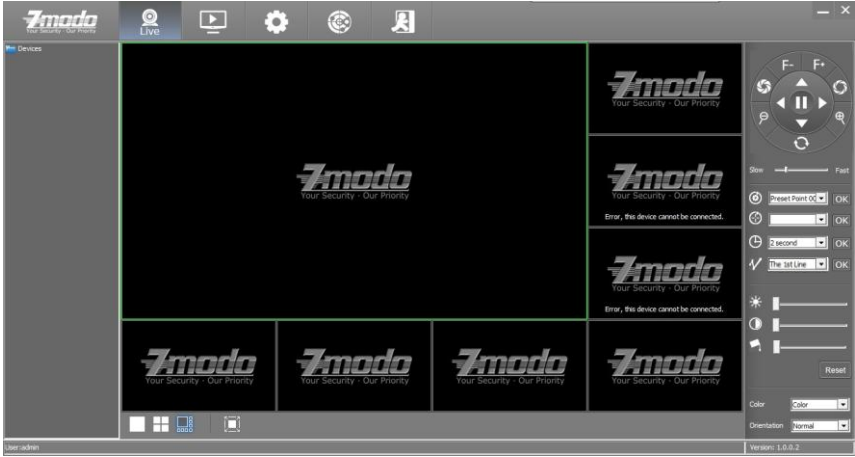 Zmodo
Your Security - Our Priority
Live
Devices
Zmodo
Your Security - Our Priority
Zmodo
Your Security - Our Priority
Zmodo
Your Security - Our Priority
Error, this device cannot be connected.
Zmodo
Your Security - Our Priority
Error, this device cannot be connected.
Zmodo
Your Security - Our Priority
Zmodo
Your Security - Our Priority
Zmodo
Your Security - Our Priority
Zmodo
Your Security - Our Priority
F-
F+
Slow
Fast
Preset Point 00
OK
OK
2 second
OK
The 1st Line
OK
Reset
Color
Color
Orientation
Normal
User:admin
Version: 1.0.0.2